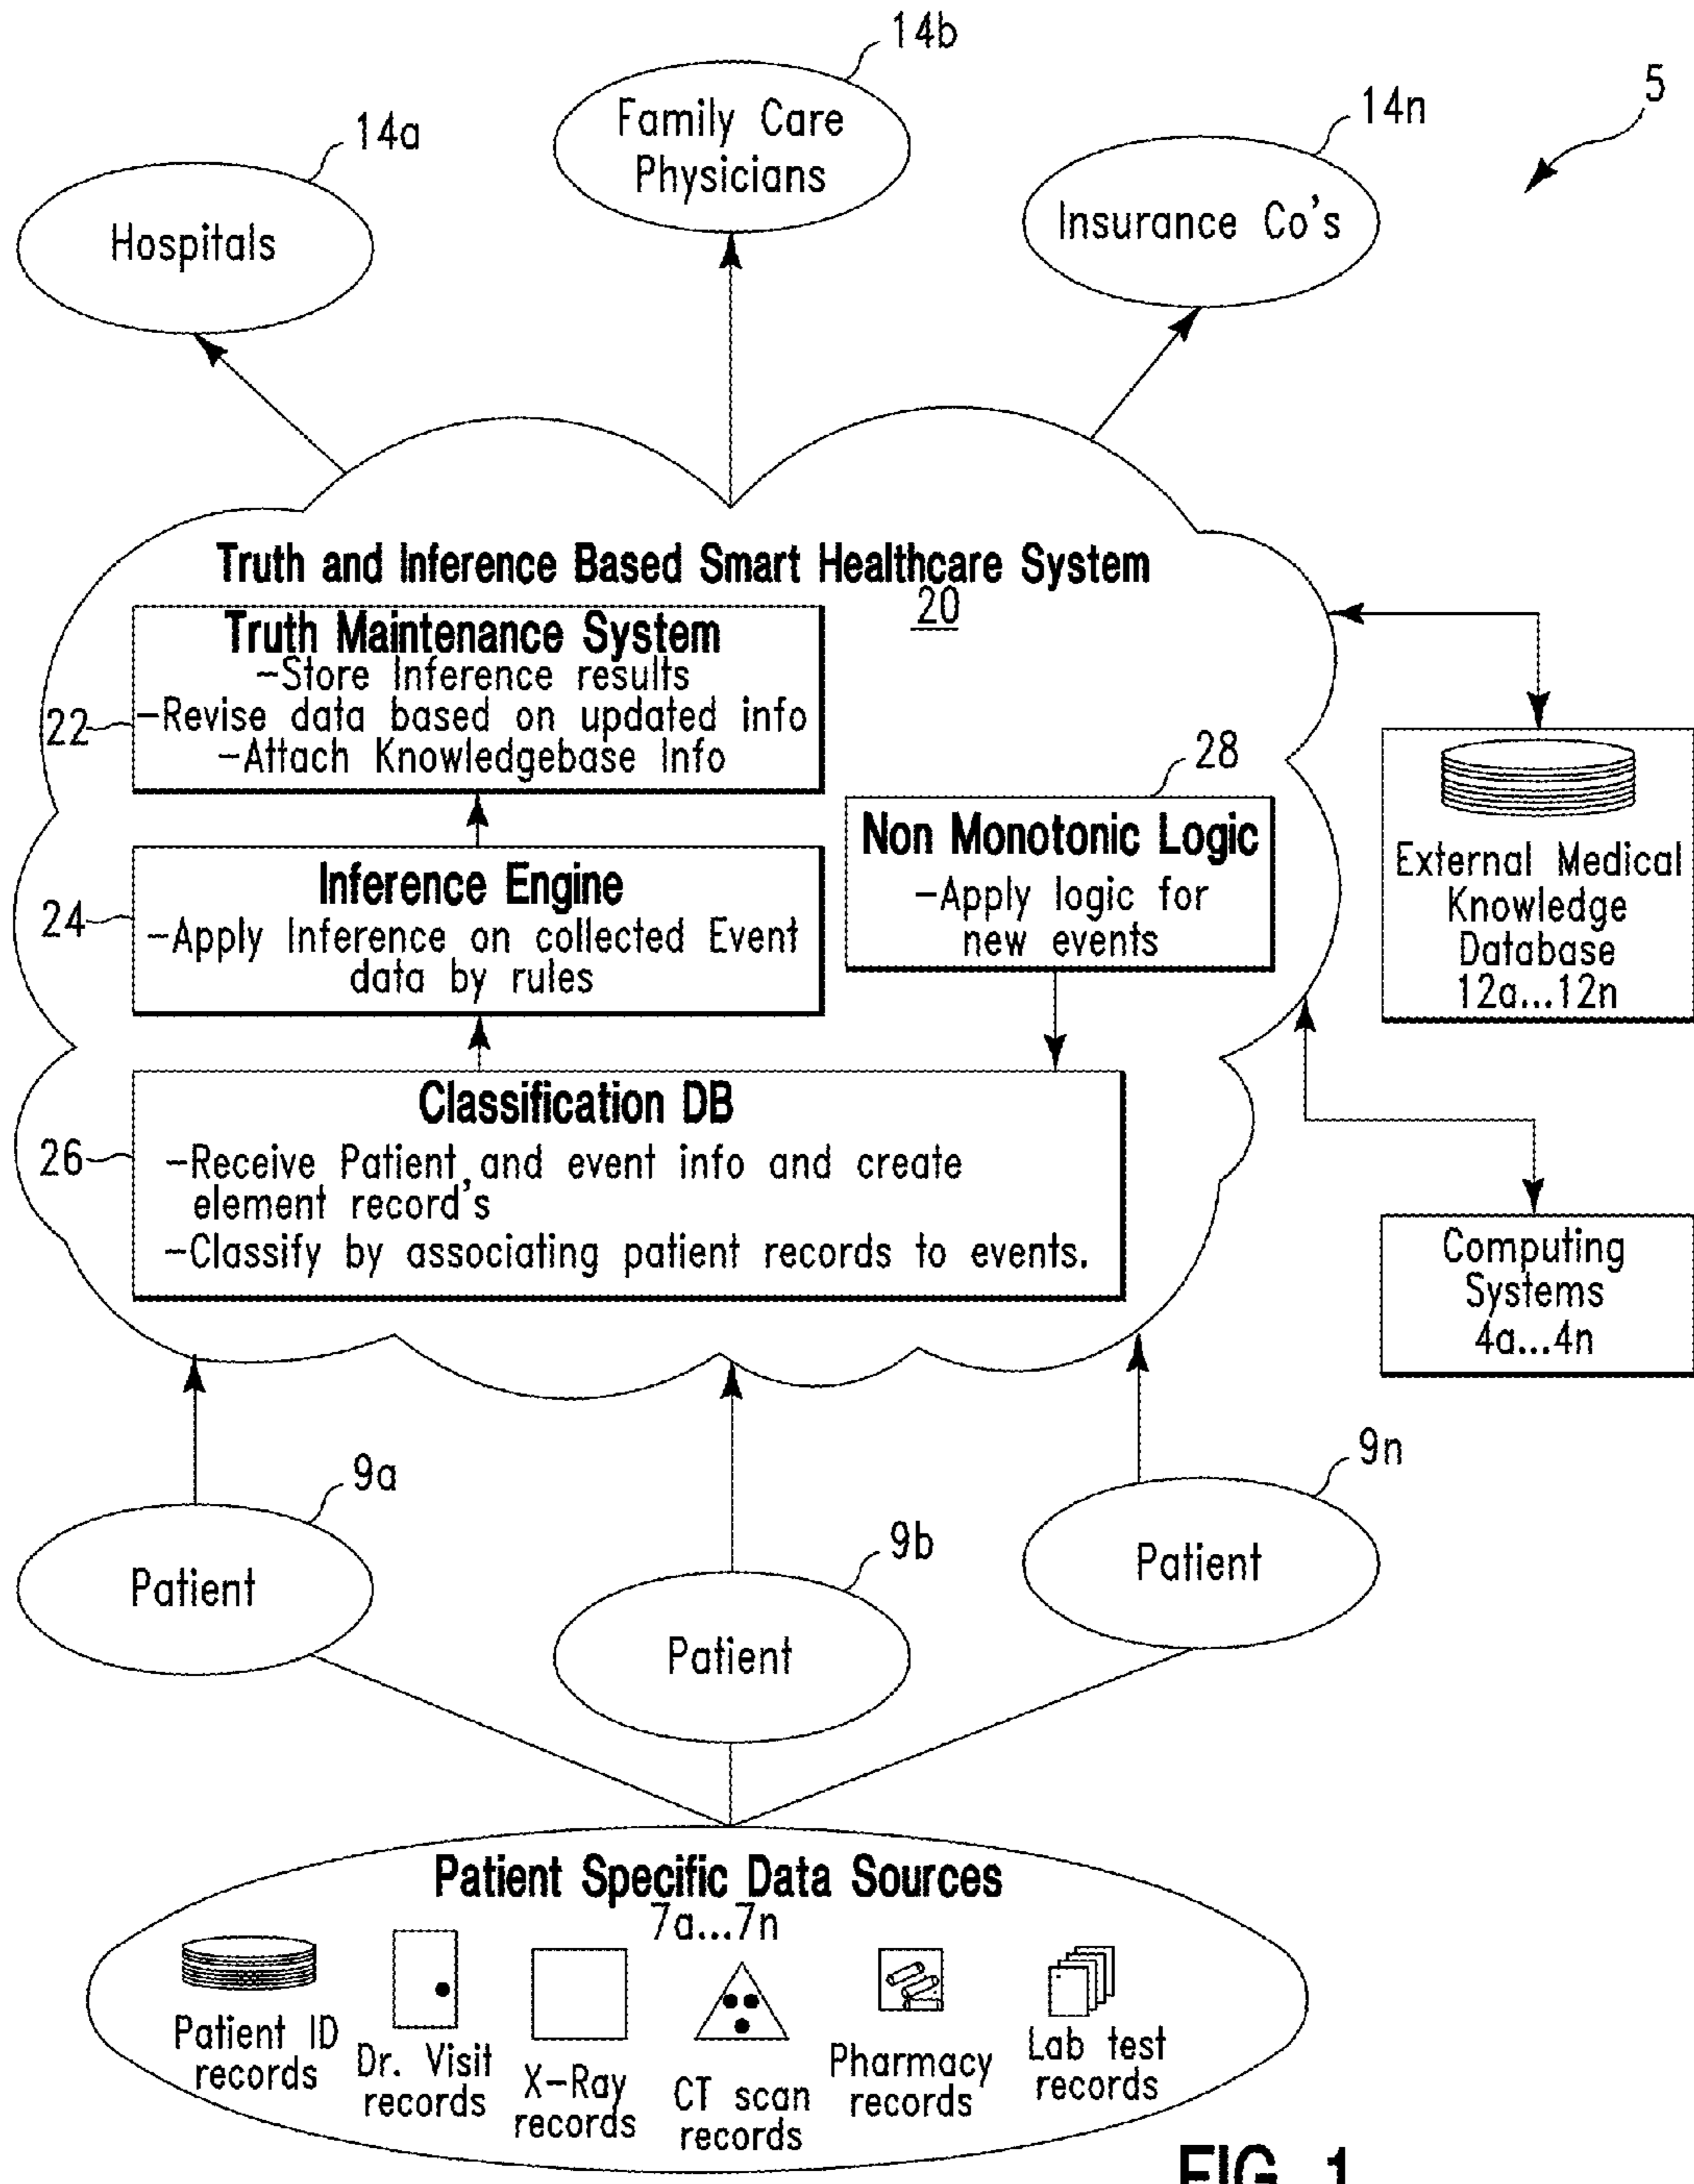 14b
5
14a
Family Care
Physicians
14n
Hospitals
Insurance Co's
Truth and Inference Based Smart Healthcare System
20
Truth Maintenance System
-Store Inference results
22
-Revise data based on updated info
-Attach Knowledgebase Info
28
Non Monotonic Logic
-Apply logic for
new events
Inference Engine
24
-Apply Inference on collected Event
data by rules
External Medical
Knowledge
Database
12a...12n
Classification DB
26
-Receive Patient, and event info and create
element record's
-Classify by associating patient records to events.
Computing
Systems
4a...4n
9a
Patient
9b
Patient
9n
Patient
Patient Specific Data Sources
7a...7n
Patient ID
records
Dr. Visit
records
X-Ray
records
CT scan
records
Pharmacy
records
Lab test
records
FIG. 1